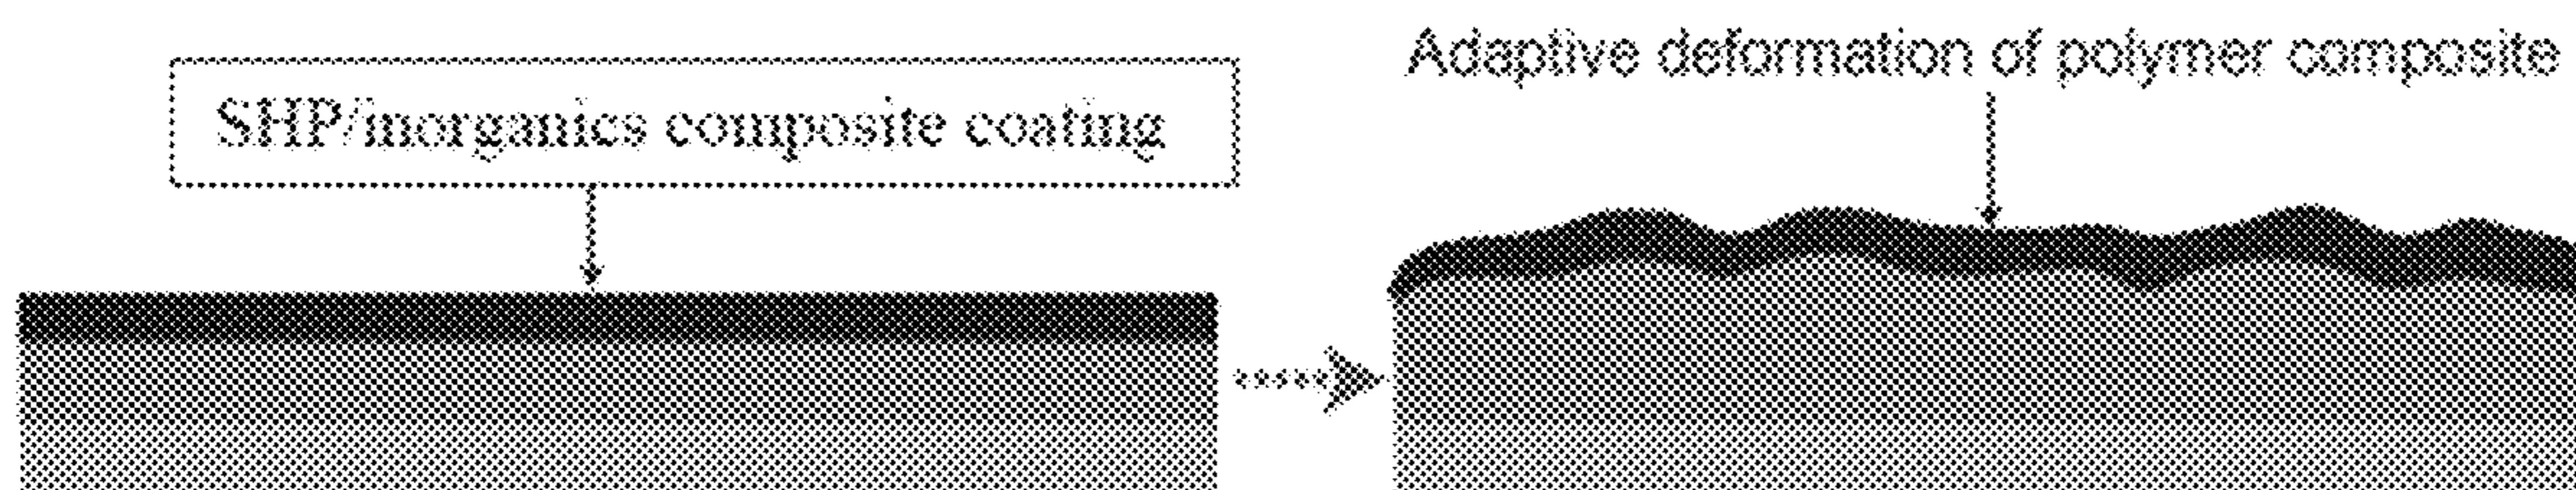 SHP/inorganics composite coating
Adaptive deformation of polymer composite